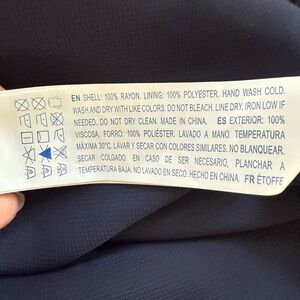 EN SHELL: 100% RAYON. LINING: 100% POLYESTER. HAND WASH COLD.
WASH AND DRY WITH LIKE COLORS. DO NOT BLEACH. LINE DRY. IRON LOW IF
NEEDED. DO NOT DRY CLEAN. MADE IN CHINA. ES EXTERIOR: 100%
VISCOSA, FORRO: 100% POLIÉSTER. LAVADO A MANO. TEMPERATURA
MÁXIMA 30°C. LAVAR Y SECAR CON COLORES SIMILARES. NO BLANQUEAR.
SECAR COLGADO. EN CASO DE SER NECESARIO, PLANCHAR A
TEMPERATURA BAJA. NO LAVADO EN SECO. HECHO EN CHINA. FR ÉTOFFE